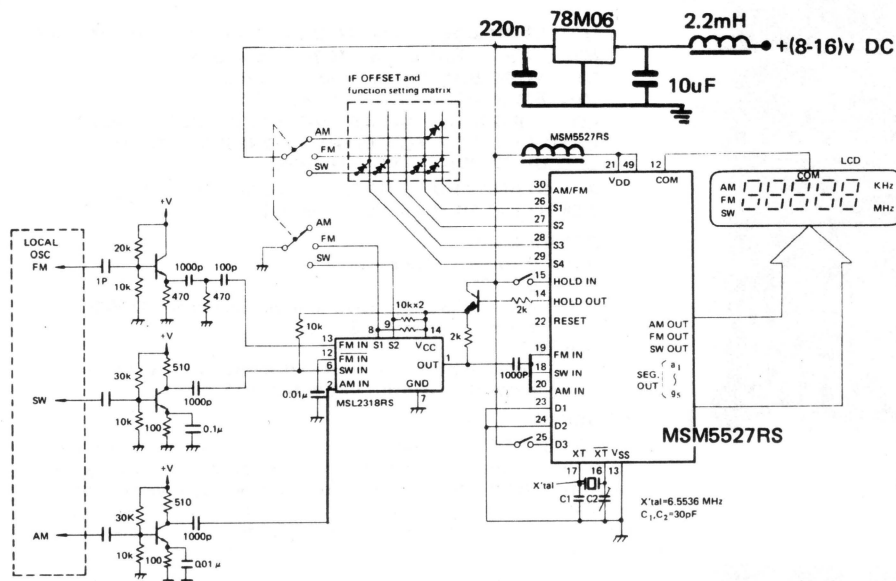 220n
78M06
2.2mH
+(8-16)v DC
10uF
IF OFFSET and
function setting matrix
AM
FM
SW
MSM5527RS
21
49
12
VDD
COM
LCD
COM
AM
FM
SW
KHz
MHz
30
AM/FM
26
S1
27
S2
28
S3
29
S4
15
HOLD IN
14
HOLD OUT
22
RESET
2k
AM
FM
SW
LOCAL
OSC
FM
+V
20k
10k
1P
1000p
100p
470
470
10k
10kx2
8
9
14
2k
13
FM IN
S1
S2
VCC
12
FM IN
6
SW IN
OUT
1
2
AM IN
GND
7
0.01μ
MSL2318RS
1000P
19
FM IN
18
SW IN
20
AM IN
23
D1
24
D2
25
D3
AM OUT
FM OUT
SW OUT
SEG.
OUT
a1
g5
MSM5527RS
XT
XT
VSS
17
16
13
X'tal
C1
C2
X'tal=6.5536 MHz
C1,C2=30pF
SW
+V
30k
510
1000p
10k
100
0.1μ
AM
+V
30K
510
1000p
10k
100
0.01μ